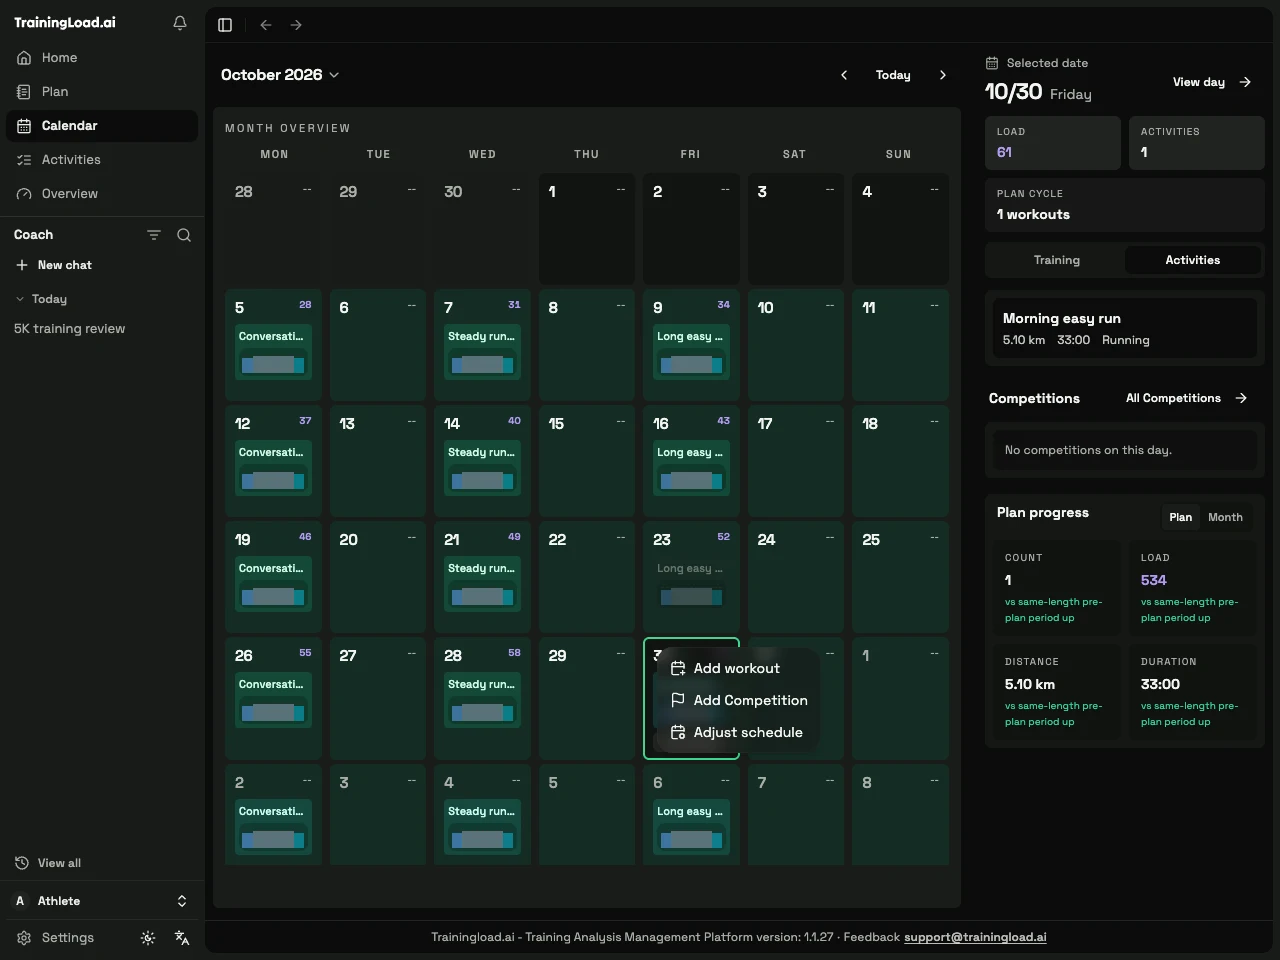 TrainingLoad.ai
Home
Plan
Calendar
Activities
Overview
Coach
New chat
Today
5K training review
View all
A Athlete
Settings
October 2026
Today
MONTH OVERVIEW
MON TUE WED THU FRI SAT SUN
28 -- 29 -- 30 -- 1 -- 2 -- 3 -- 4 --
5 28 6 -- 7 31 8 -- 9 34 10 -- 11 --
Conversati... Steady run... Long easy ...
12 37 13 -- 14 40 15 -- 16 43 17 -- 18 --
Conversati... Steady run... Long easy ...
19 46 20 -- 21 49 22 -- 23 52 24 -- 25 --
Conversati... Steady run... Long easy ...
26 55 27 -- 28 58 29 -- -- 1 --
Conversati... Steady run...
Add workout
Add Competition
Adjust schedule
2 -- 3 -- 4 -- 5 -- 6 -- 7 -- 8 --
Conversati... Steady run... Long easy ...
Selected date
10/30 Friday
View day
LOAD
61
ACTIVITIES
1
PLAN CYCLE
1 workouts
Training Activities
Morning easy run
5.10 km 33:00 Running
Competitions All Competitions
No competitions on this day.
Plan progress Plan Month
COUNT
1
vs same-length pre-
plan period up
LOAD
534
vs same-length pre-
plan period up
DISTANCE
5.10 km
vs same-length pre-
plan period up
DURATION
33:00
vs same-length pre-
plan period up
Trainingload.ai - Training Analysis Management Platform version: 1.1.27 · Feedback support@trainingload.ai